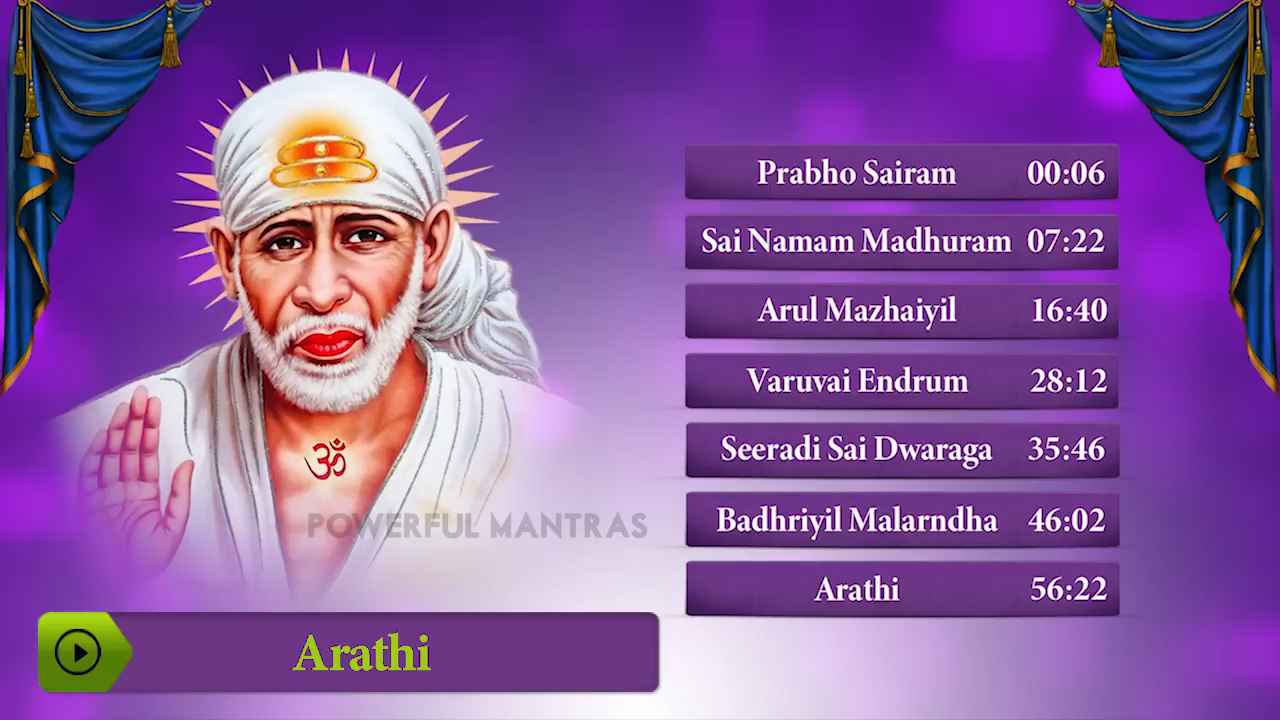 Prabho Sairam 00:06
Sai Namam Madhuram 07:22
Arul Mazhaiyil 16:40
Varuvai Endrum 28:12
Seeradi Sai Dwaraga 35:46
Badhriyil Malarndha 46:02
Arathi 56:22
ॐ
POWERFUL MANTRAS
Arathi